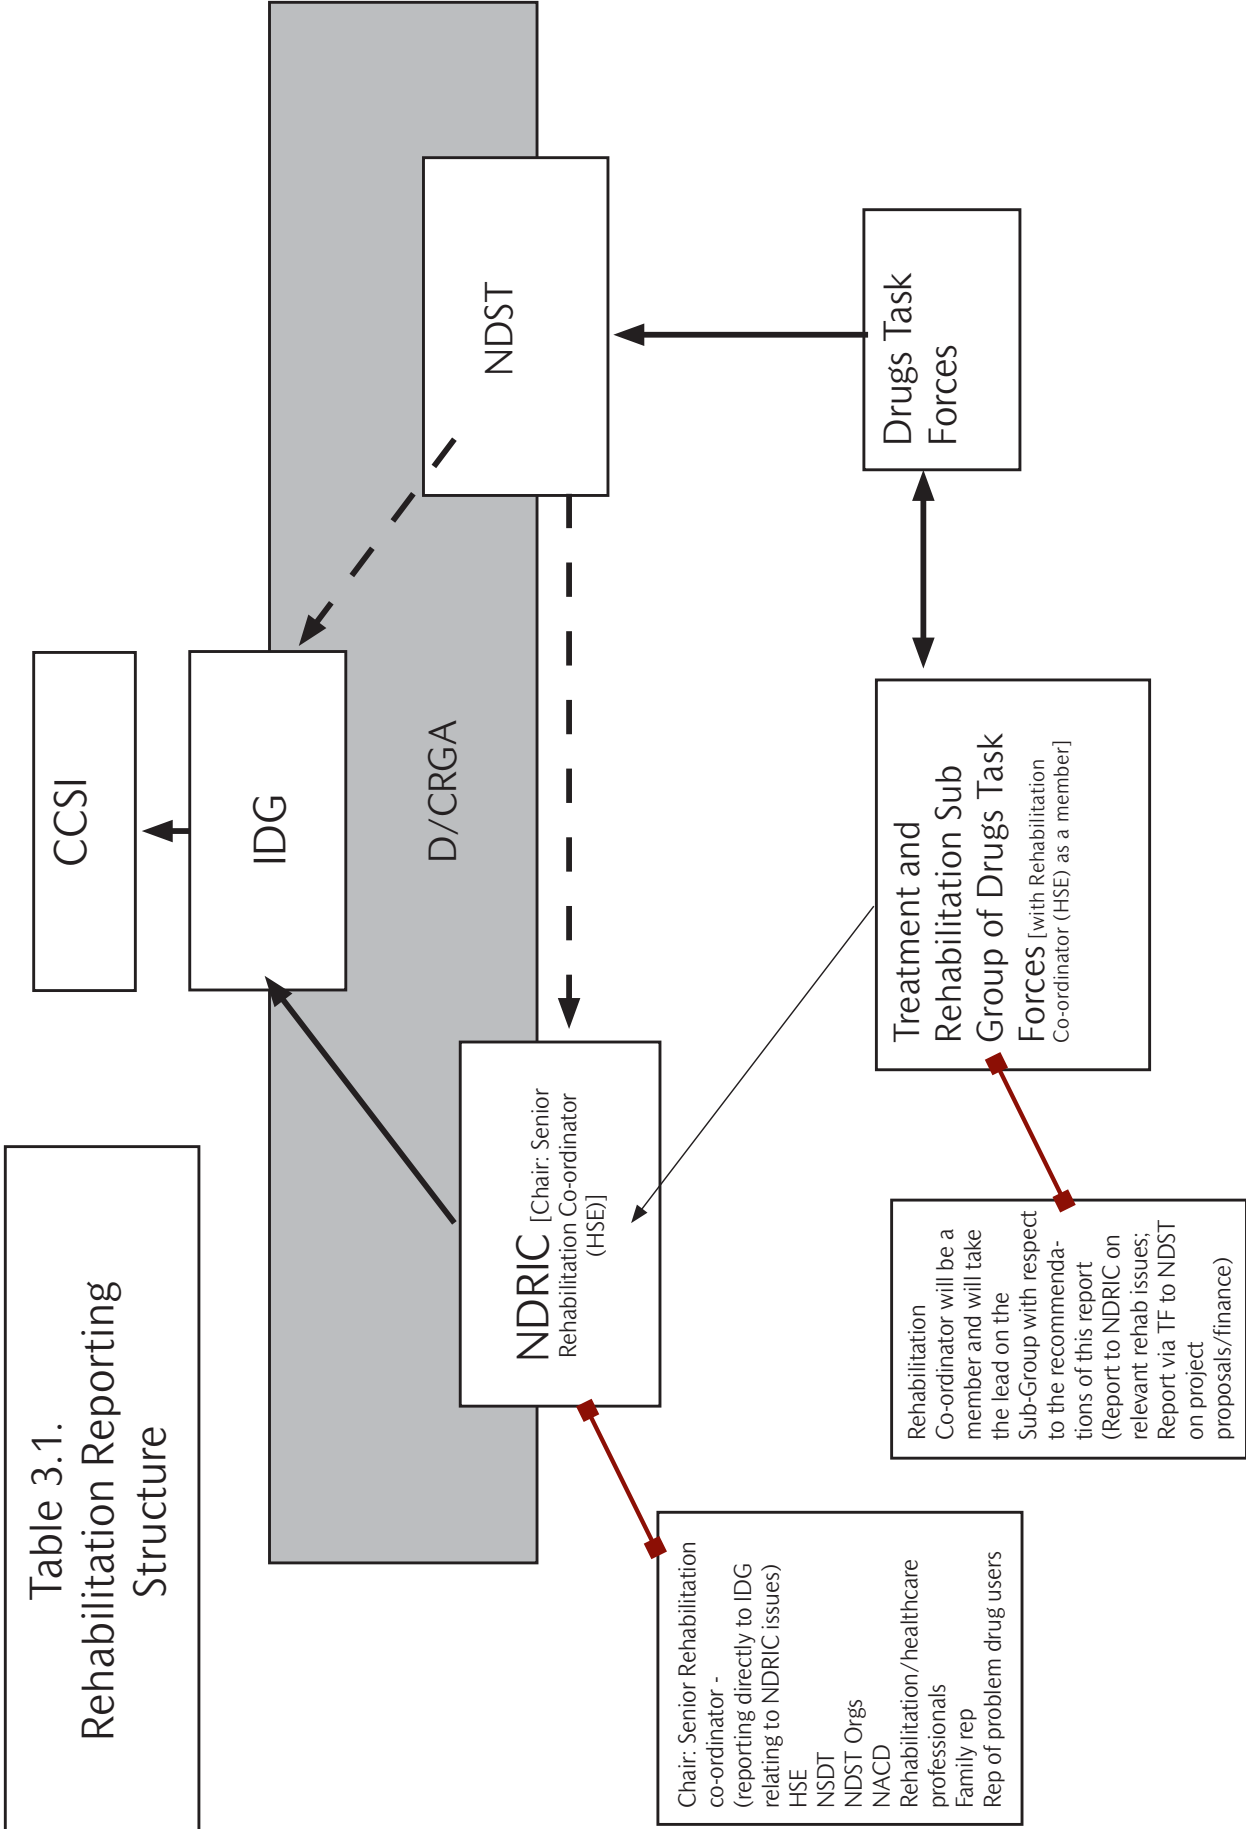 Table 3.1.
Rehabilitation Reporting
Structure
CCSI
IDG
D/CRGA
NDRIC [Chair: Senior
Rehabilitation Co-ordinator
(HSE)]
NDST
Chair: Senior Rehabilitation
co-ordinator -
(reporting directly to IDG
relating to NDRIC issues)
HSE
NSDT
NDST Orgs
NACD
Rehabilitation/healthcare
professionals
Family rep
Rep of problem drug users
Treatment and
Rehabilitation Sub
Group of Drugs Task
Forces [with Rehabilitation
Co-ordinator (HSE) as a member]
Drugs Task
Forces
Rehabilitation
Co-ordinator will be a
member and will take
the lead on the
Sub-Group with respect
to the recommenda-
tions of this report
(Report to NDRIC on
relevant rehab issues;
Report via TF to NDST
on project
proposals/finance)